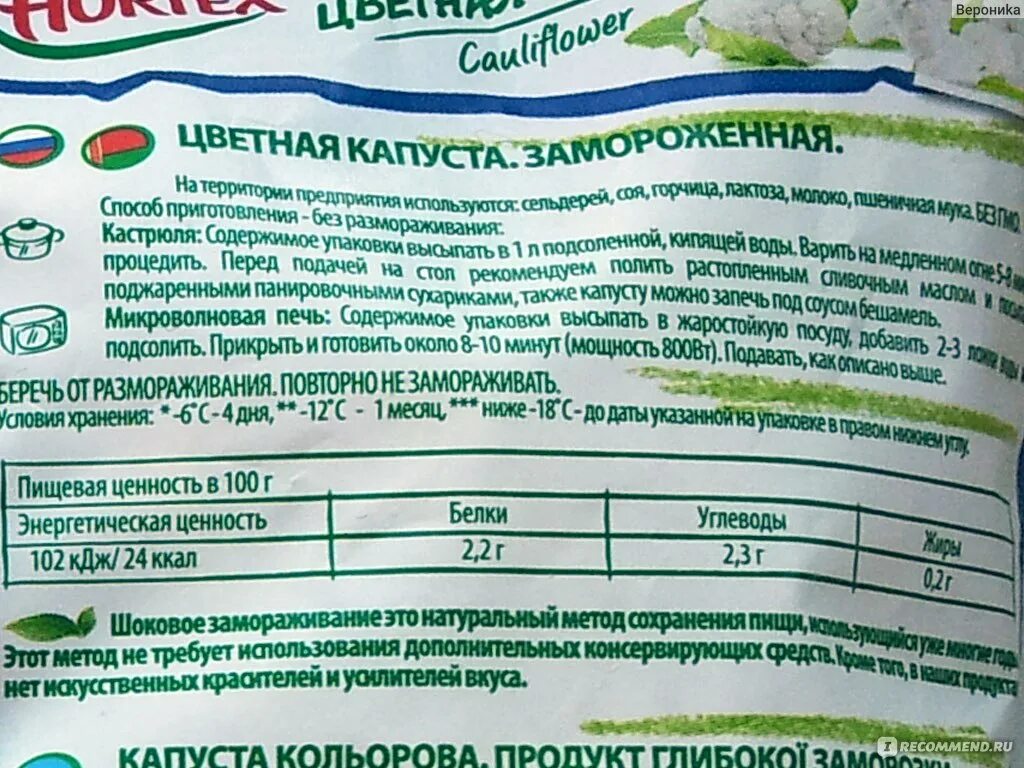 Вероника
HORTEX
ЦВЕТНАЯ
Cauliflower
ЦВЕТНАЯ КАПУСТА. ЗАМОРОЖЕННАЯ.
На территории предприятия используются: сельдерей, соя, горчица, лактоза, молоко, пшеничная мука. БЕЗ ГМО.
Способ приготовления - без размораживания:
Кастрюля: Содержимое упаковки высыпать в 1 л подсоленной, кипящей воды. Варить на медленном огне 5-8 мин
процедить. Перед подачей на стол рекомендуем полить растопленным сливочным маслом и
поджаренными панировочными сухариками, также капусту можно запечь под соусом бешамель.
Микроволновая печь: Содержимое упаковки высыпать в жаростойкую посуду, добавить 2-3 ложки воды и
подсолить. Прикрыть и готовить около 8-10 минут (мощность 800Вт). Подавать, как описано выше.
БЕРЕЧЬ ОТ РАЗМОРАЖИВАНИЯ. ПОВТОРНО НЕ ЗАМОРАЖИВАТЬ.
Условия хранения: * -6°С - 4 дня, ** -12°С - 1 месяц, *** ниже -18°С - до даты указанной на упаковке в правом нижнем углу.
Пищевая ценность в 100 г
Энергетическая ценность Белки Углеводы Жиры
102 кДж/ 24 ккал 2,2 г 2,3 г 0,2 г
Шоковое замораживание это натуральный метод сохранения пищи, использующийся уже многие годы
Этот метод не требует использования дополнительных консервирующих средств. Кроме того, в наших продукта
нет искусственных красителей и усилителей вкуса.
КАПУСТА КОЛЬОРОВА. ПРОДУКТ ГЛИБОКОЇ ЗАМОРОЗКИ
IRECOMMEND.RU